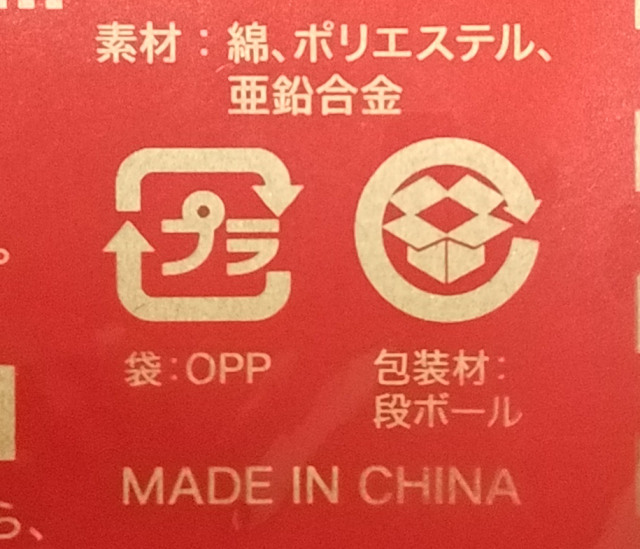 素材：綿、ポリエステル、
亜鉛合金
プラ
袋：OPP
包装材：
段ボール
MADE IN CHINA